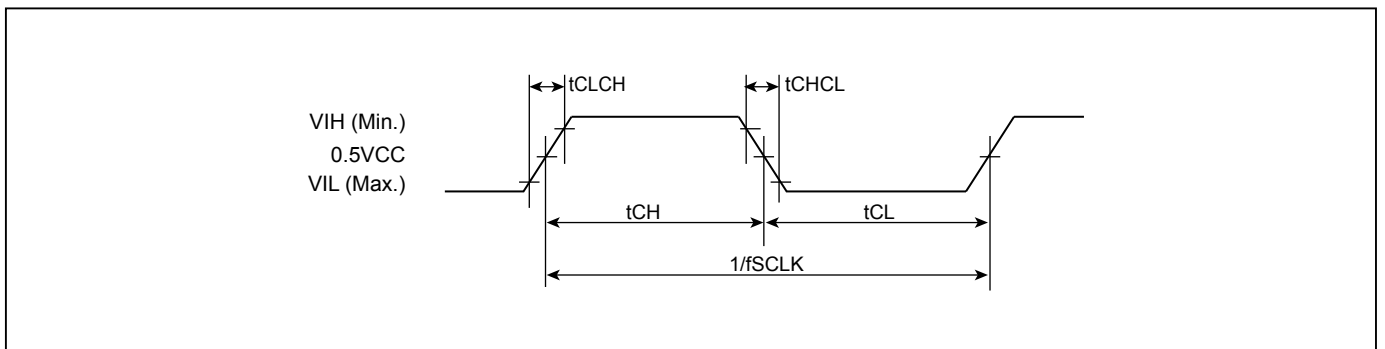 tCLCH
tCHCL
VIH (Min.)
0.5VCC
VIL (Max.)
tCH
tCL
1/fSCLK